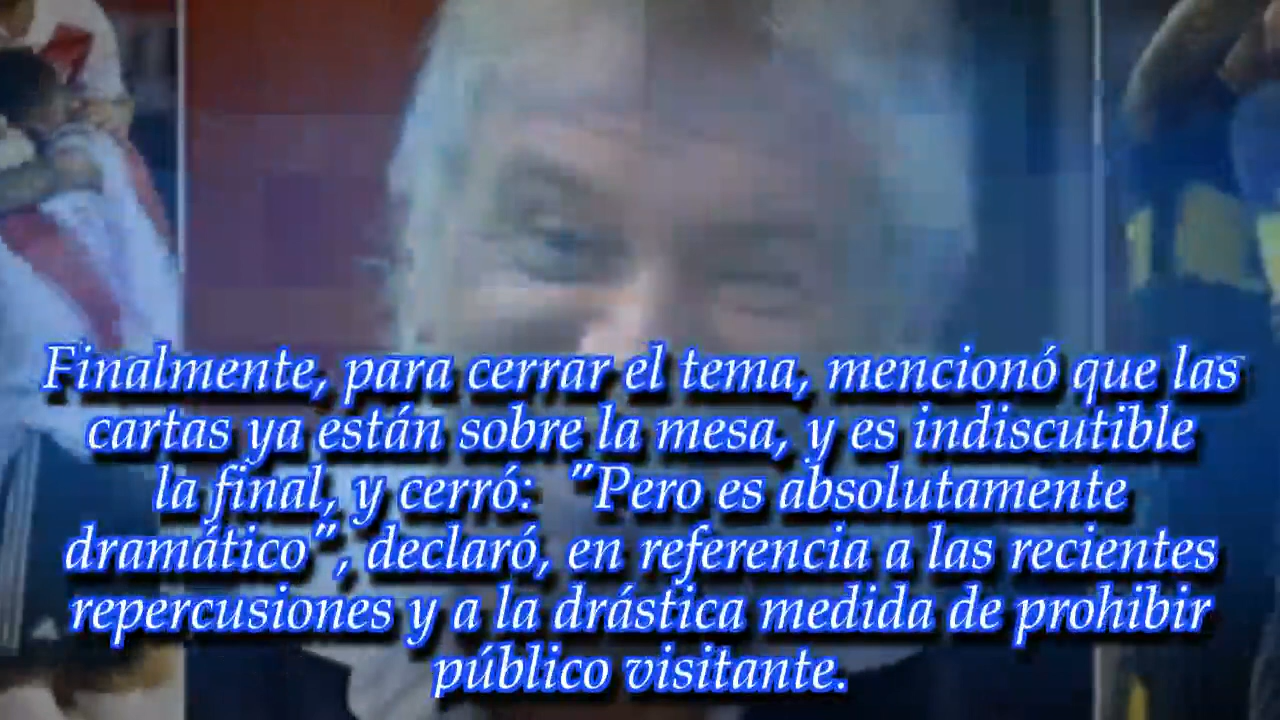 Finalmente, para cerrar el tema, mencionó que las
cartas ya están sobre la mesa, y es indiscutible
la final, y cerró: "Pero es absolutamente
dramático", declaró, en referencia a las recientes
repercusiones y a la drástica medida de prohibir
público visitante.